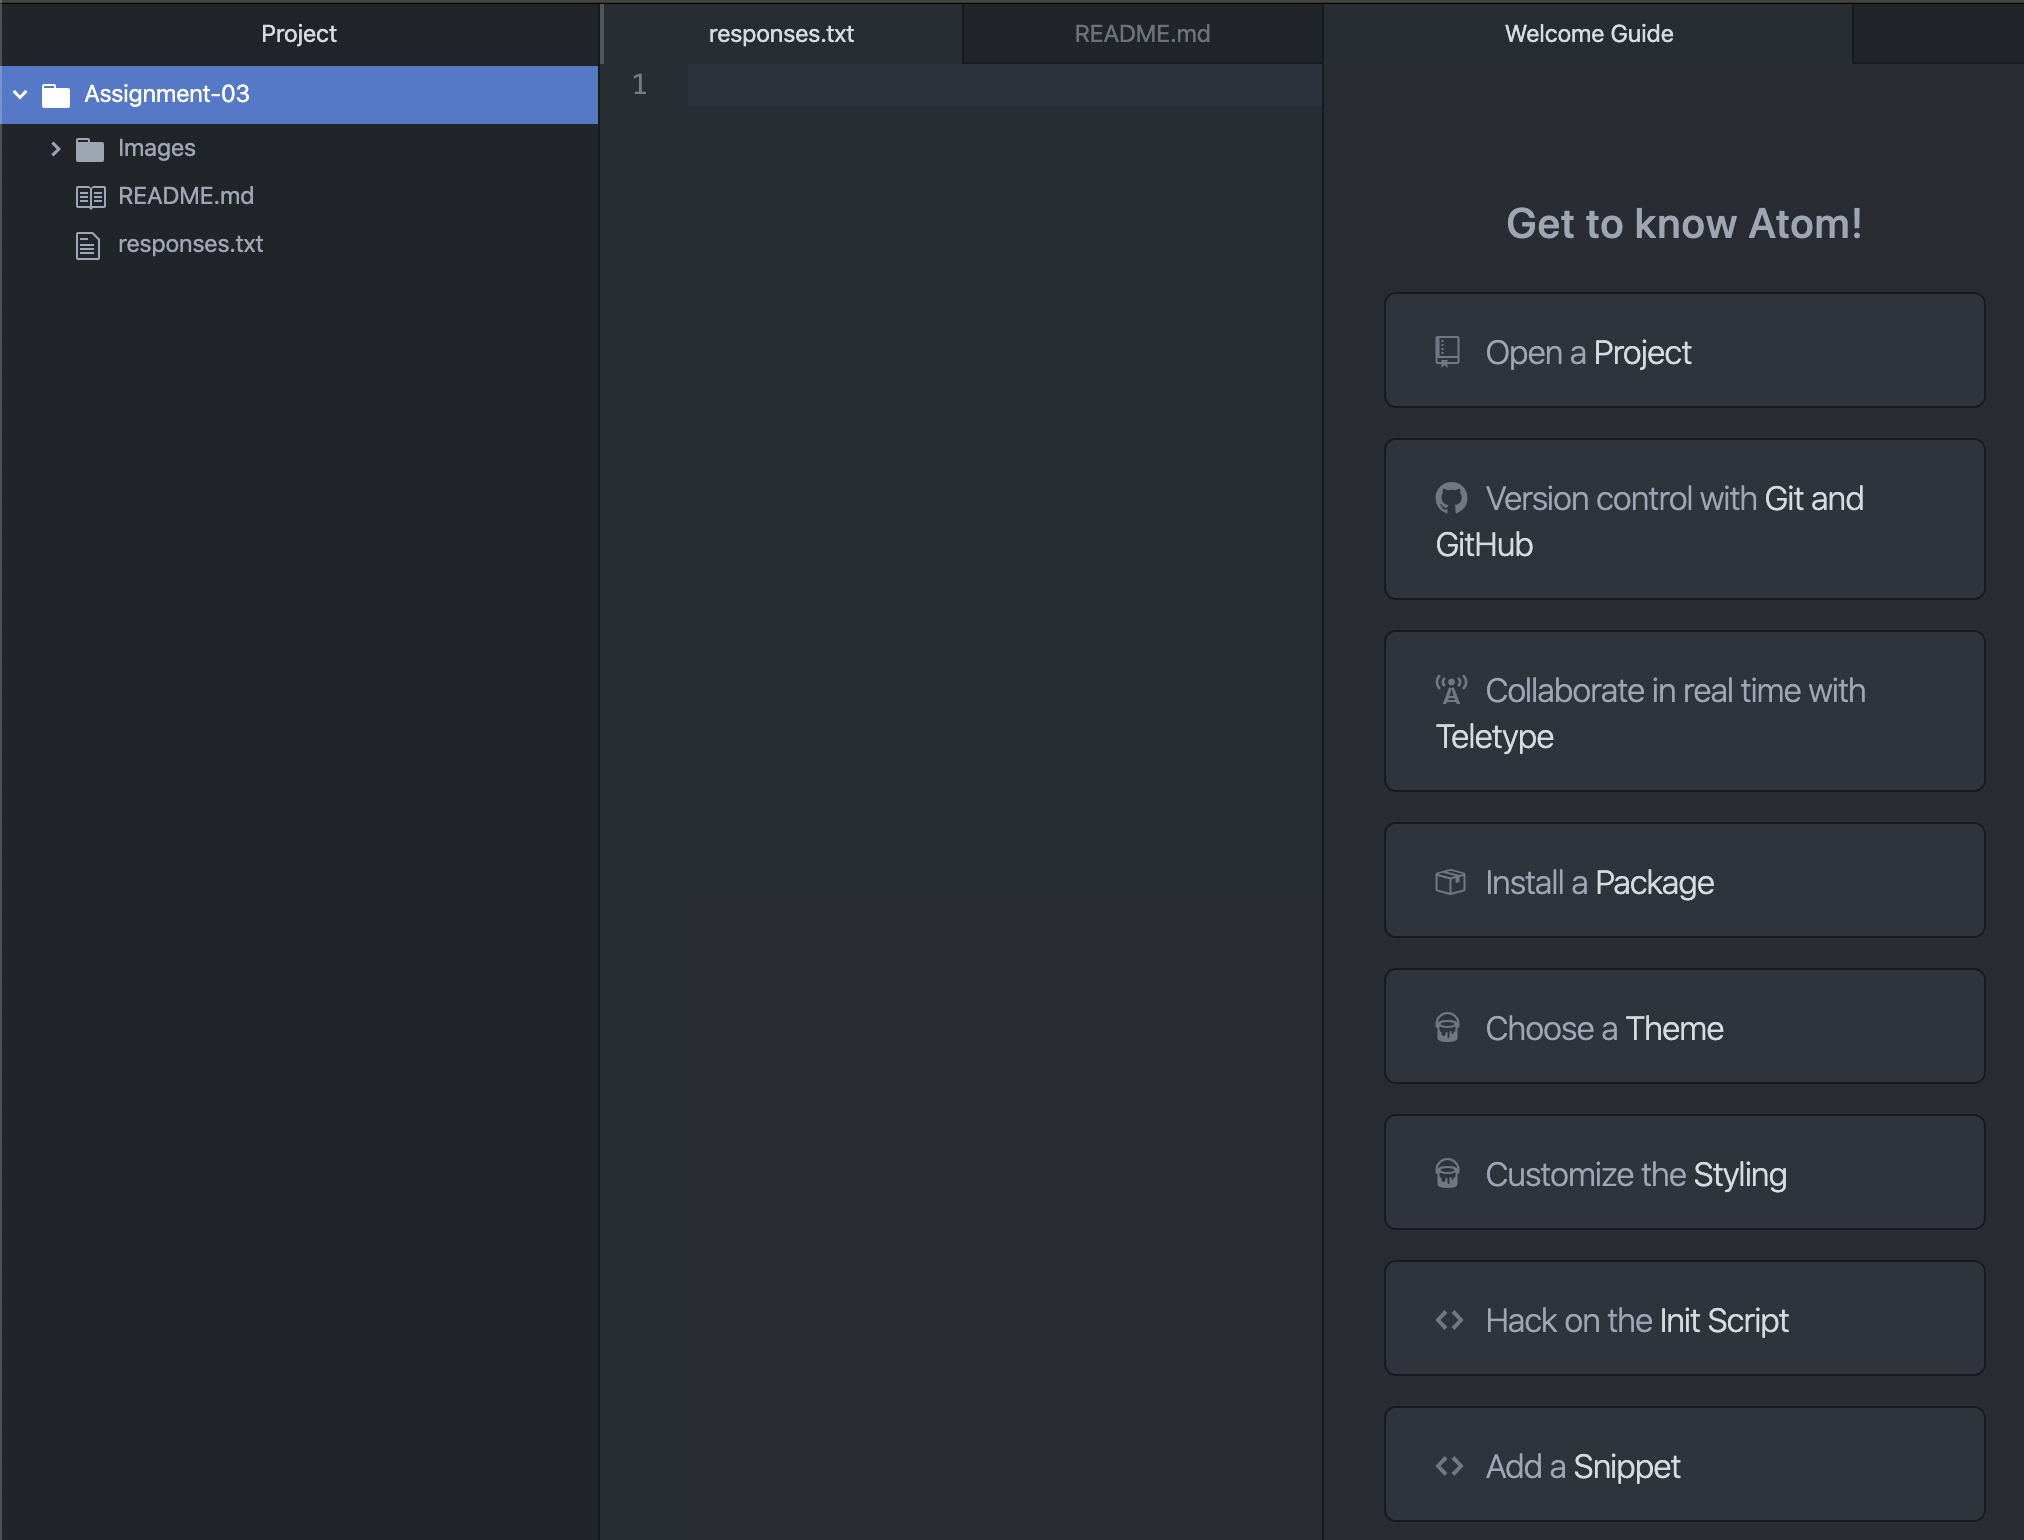 Project
Assignment-03
Images
README.md
responses.txt
responses.txt
README.md
1
Welcome Guide
Get to know Atom!
Open a Project
Version control with Git and
GitHub
Collaborate in real time with
Teletype
Install a Package
Choose a Theme
Customize the Styling
Hack on the Init Script
Add a Snippet